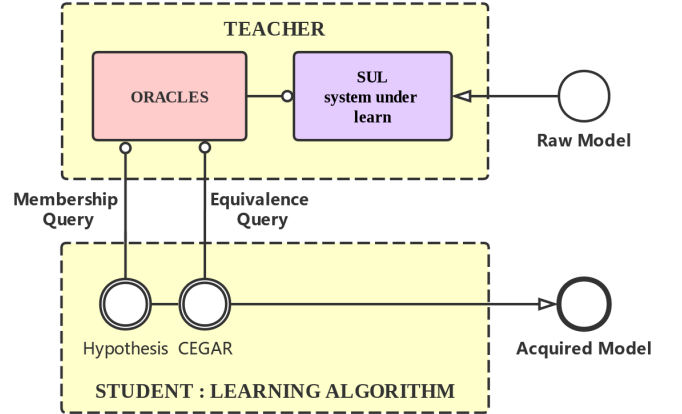 TEACHER
ORACLES
SUL
system under
learn
Raw Model
Membership
Query
Equivalence
Query
Hypothesis
CEGAR
Acquired Model
STUDENT : LEARNING ALGORITHM